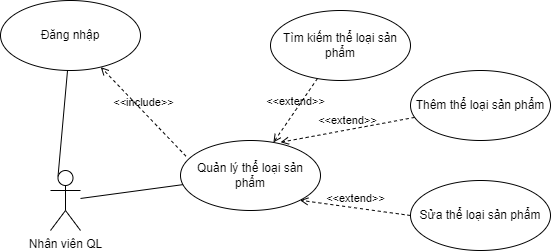 Đăng nhập
Tìm kiếm thể loại sản
phẩm
<<extend>>
Thêm thể loại sản phẩm
<<include>>
<<extend>>
Quản lý thể loại sản
phẩm
<<extend>>
Sửa thể loại sản phẩm
Nhân viên QL